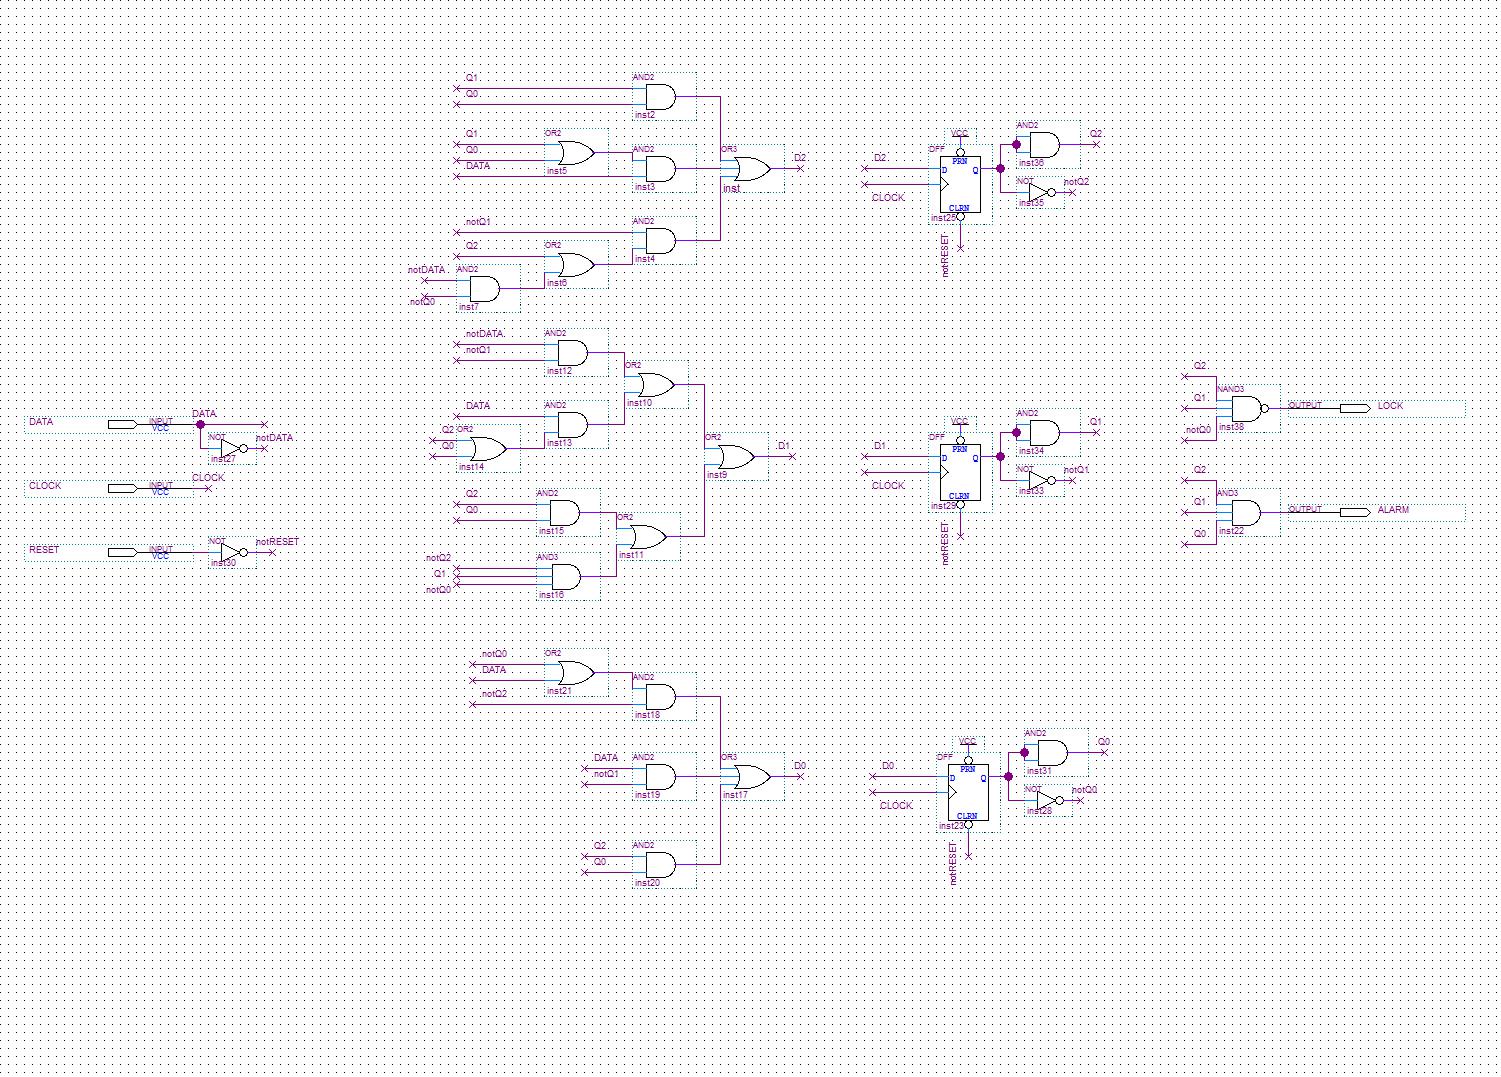 Q1
AND2
Q0
inst2
Q1
OR2
Q0
inst5
DATA
AND2
inst3
OR3
inst
D2
notQ1
AND2
inst4
Q2
OR2
inst6
notDATA
AND2
notQ0
inst7
D2
CLOCK
DFF
VCC
PRN
D
Q
CLRN
inst25
notRESET
AND2
inst36
Q2
NOT
inst35
notQ2
notDATA
AND2
notQ1
inst12
OR2
inst10
DATA
AND2
inst13
Q2
OR2
Q0
inst14
OR2
inst9
D1
Q2
AND2
Q0
inst15
OR2
inst11
notQ2
AND3
Q1
notQ0
inst16
DATA
INPUT
VCC
DATA
NOT
inst27
notDATA
CLOCK
INPUT
VCC
CLOCK
RESET
INPUT
VCC
NOT
inst30
notRESET
D1
CLOCK
DFF
VCC
PRN
D
Q
CLRN
inst29
notRESET
AND2
inst34
Q1
NOT
inst33
notQ1
Q2
NAND3
Q1
notQ0
inst38
OUTPUT
LOCK
Q2
AND3
Q1
Q0
inst22
OUTPUT
ALARM
notQ0
OR2
DATA
inst21
notQ2
AND2
inst18
DATA
AND2
notQ1
inst19
OR3
inst17
D0
Q2
AND2
Q0
inst20
D0
CLOCK
DFF
VCC
PRN
D
Q
CLRN
inst23
notRESET
AND2
inst31
Q0
NOT
inst28
notQ0